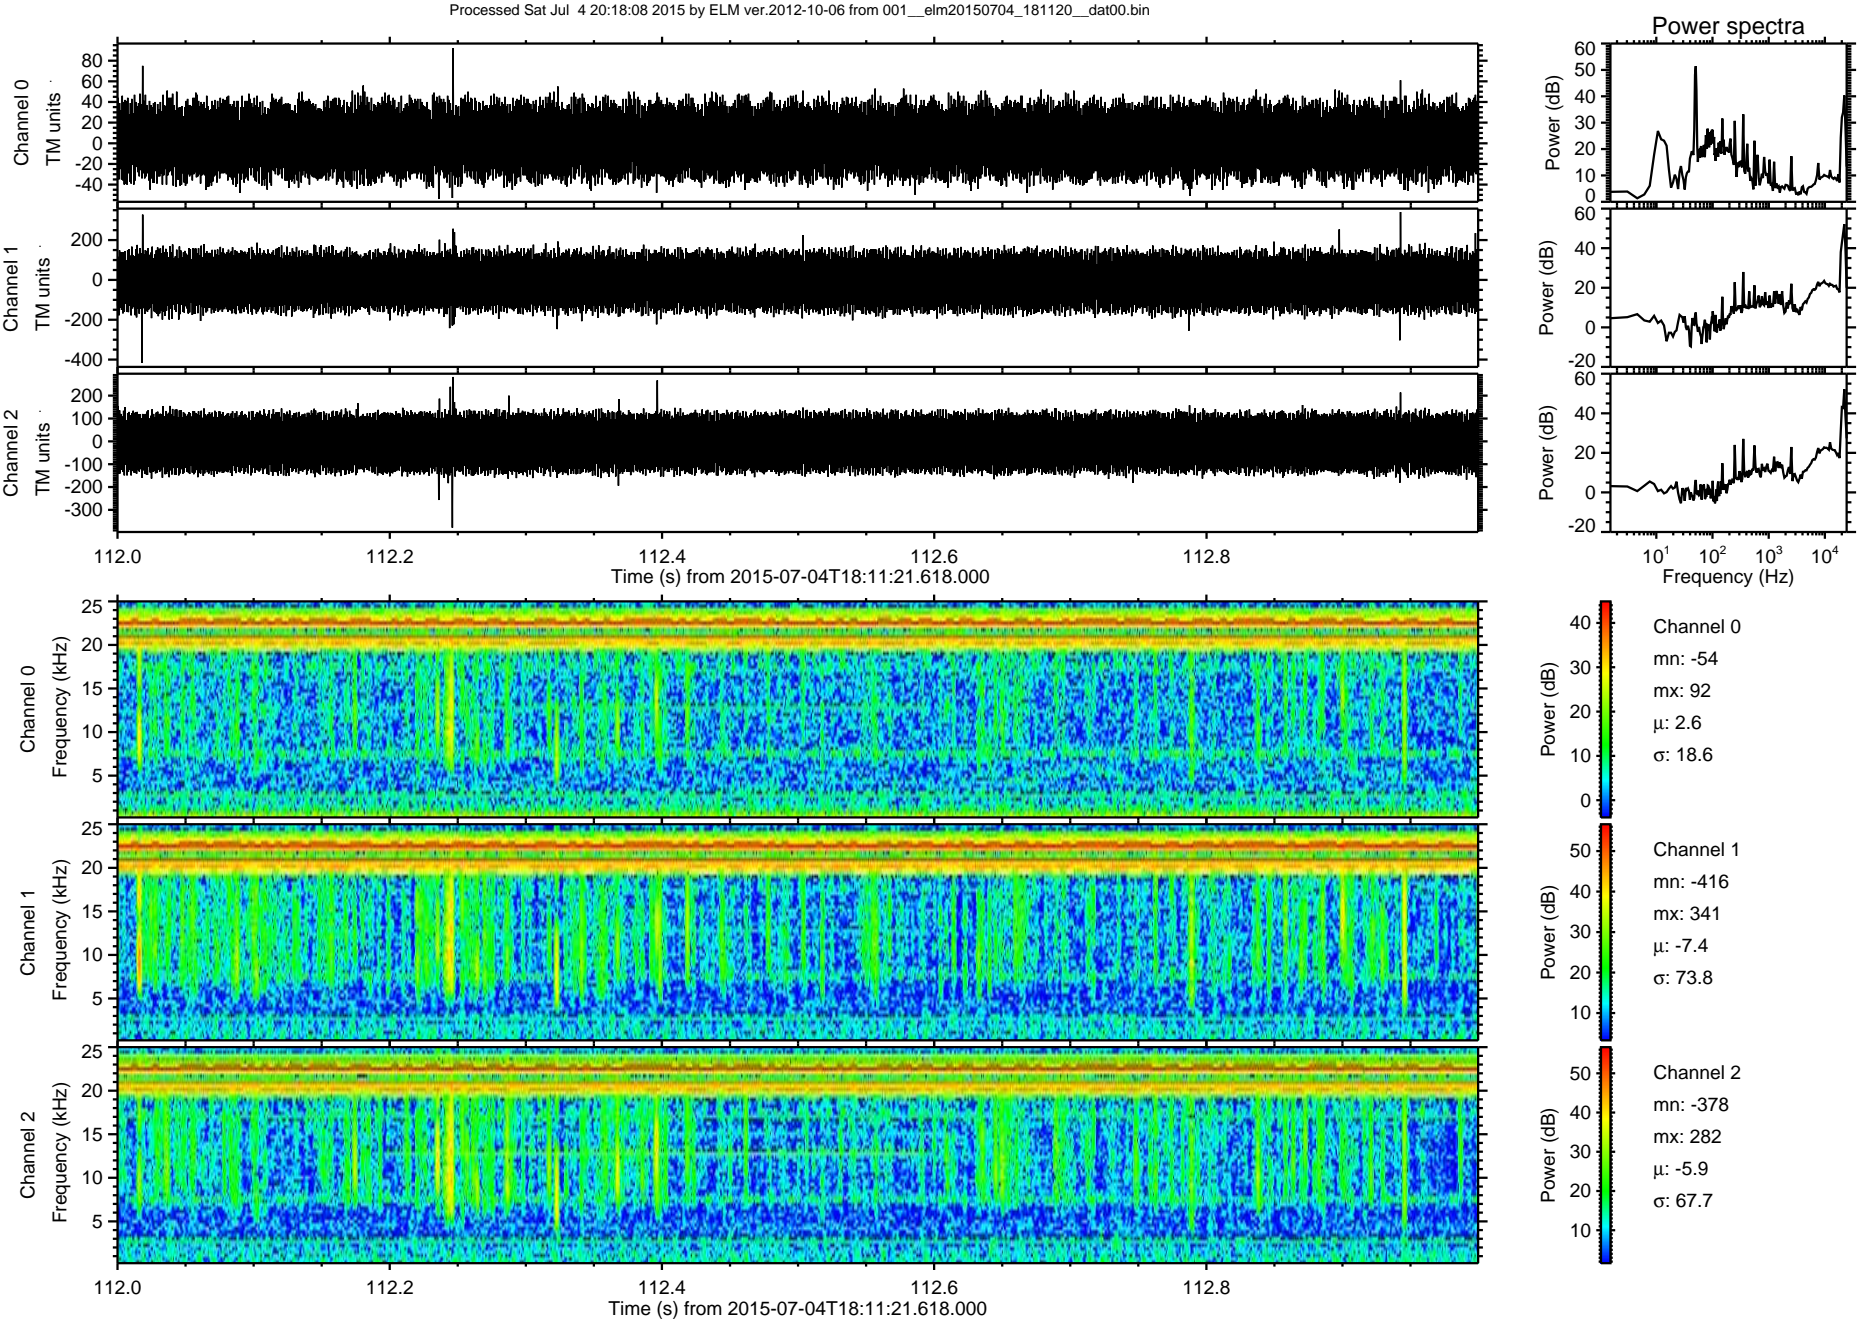 Processed Sat Jul  4 20:18:08 2015 by ELM ver.2012-10-06 from 001__elm20150704_181120__dat00.bin
Power spectra
Channel 0
TM units
80
60
40
20
0
-20
-40
Power (dB)
60
50
40
30
20
10
0
Channel 1
TM units
200
0
-200
-400
Power (dB)
60
40
20
0
-20
Channel 2
TM units
200
100
0
-100
-200
-300
Power (dB)
60
40
20
0
-20
112.0 112.2 112.4 112.6 112.8
Time (s) from 2015-07-04T18:11:21.618.000
10¹ 10² 10³ 10⁴
Frequency (Hz)
Channel 0
Frequency (kHz)
25
20
15
10
5
Power (dB)
40
30
20
10
0
Channel 0
mn: -54
mx: 92
μ: 2.6
σ: 18.6
Channel 1
Frequency (kHz)
25
20
15
10
5
Power (dB)
50
40
30
20
10
Channel 1
mn: -416
mx: 341
μ: -7.4
σ: 73.8
Channel 2
Frequency (kHz)
25
20
15
10
5
Power (dB)
50
40
30
20
10
Channel 2
mn: -378
mx: 282
μ: -5.9
σ: 67.7
112.0 112.2 112.4 112.6 112.8
Time (s) from 2015-07-04T18:11:21.618.000